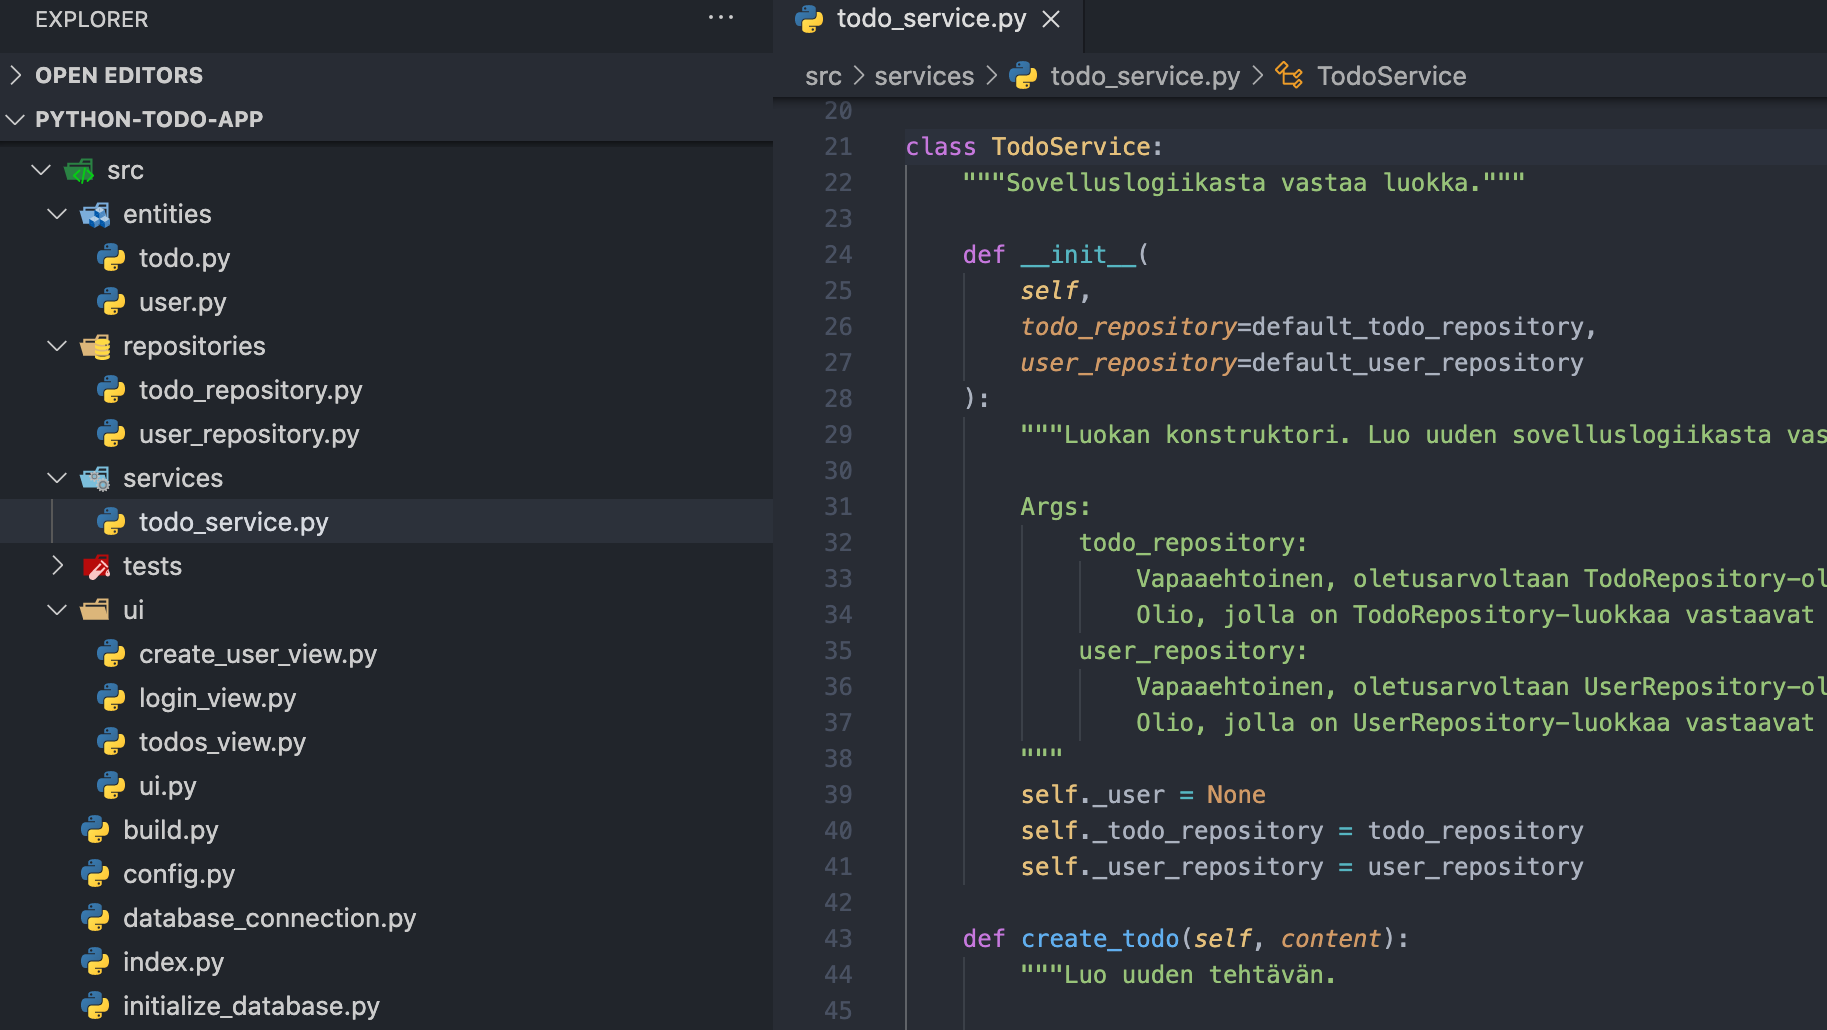 EXPLORER
OPEN EDITORS
PYTHON-TODO-APP
src
entities
todo.py
user.py
repositories
todo_repository.py
user_repository.py
services
todo_service.py
tests
ui
create_user_view.py
login_view.py
todos_view.py
ui.py
build.py
config.py
database_connection.py
index.py
initialize_database.py
todo_service.py
src > services > todo_service.py > TodoService
20
21 class TodoService:
22 """Sovelluslogiikasta vastaa luokka."""
23
24 def __init__(
25 self,
26 todo_repository=default_todo_repository,
27 user_repository=default_user_repository
28 ):
29 """Luokan konstruktori. Luo uuden sovelluslogiikasta vas
30
31 Args:
32 todo_repository:
33 Vapaaehtoinen, oletusarvoltaan TodoRepository-ol
34 Olio, jolla on TodoRepository-luokkaa vastaavat
35 user_repository:
36 Vapaaehtoinen, oletusarvoltaan UserRepository-ol
37 Olio, jolla on UserRepository-luokkaa vastaavat
38 """
39 self._user = None
40 self._todo_repository = todo_repository
41 self._user_repository = user_repository
42
43 def create_todo(self, content):
44 """Luo uuden tehtävän.
45